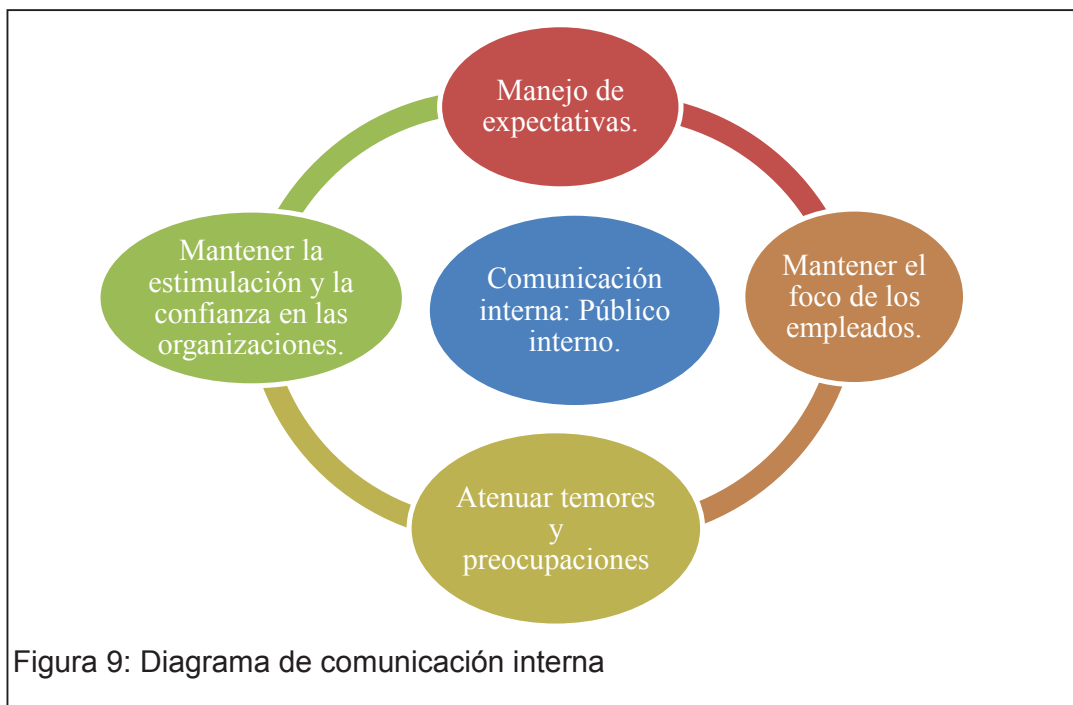 Manejo de
expectativas.
Mantener la
estimulación y la
confianza en las
organizaciones.
Comunicación
interna: Público
interno.
Mantener el
foco de los
empleados.
Atenuar temores
y
preocupaciones
Figura 9: Diagrama de comunicación interna